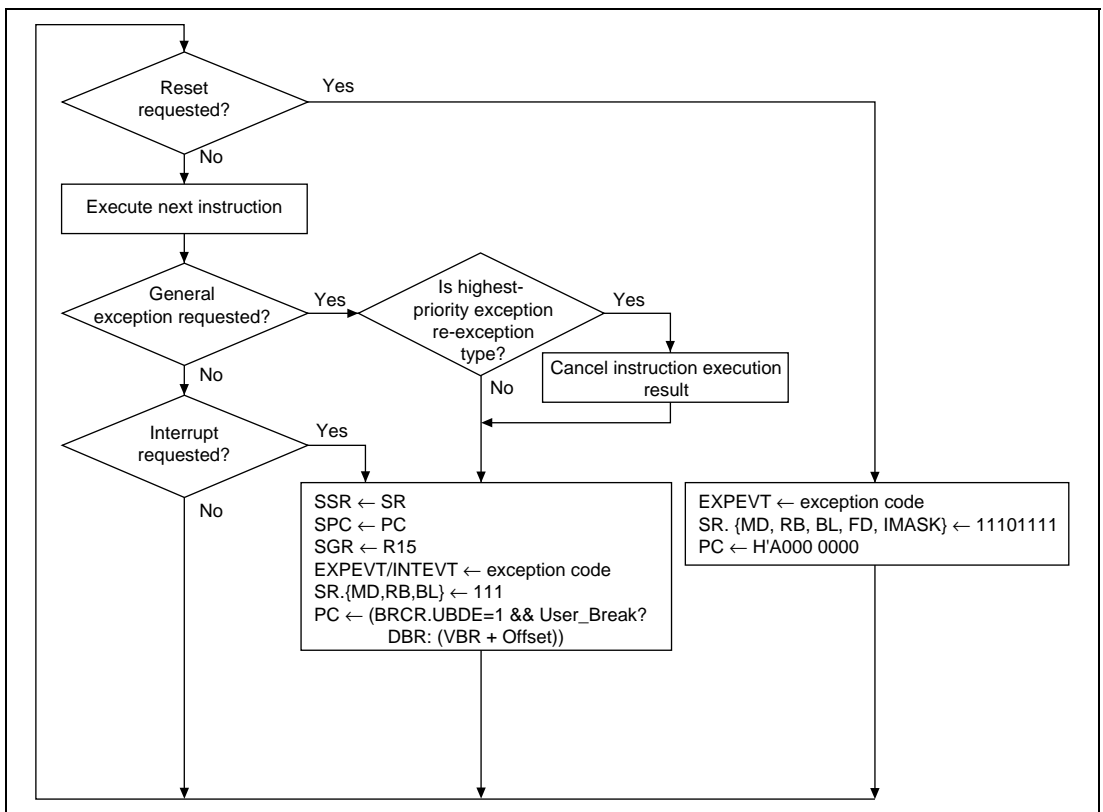 Reset
requested?
Yes
No
Execute next instruction
General
exception requested?
Yes
No
Is highest-
priority exception
re-exception
type?
Yes
No
Cancel instruction execution
result
Interrupt
requested?
Yes
No
SSR ← SR
SPC ← PC
SGR ← R15
EXPEVT/INTEVT ← exception code
SR.{MD,RB,BL} ← 111
PC ← (BRCR.UBDE=1 && User_Break?
DBR: (VBR + Offset))
EXPEVT ← exception code
SR. {MD, RB, BL, FD, IMASK} ← 11101111
PC ← H'A000 0000